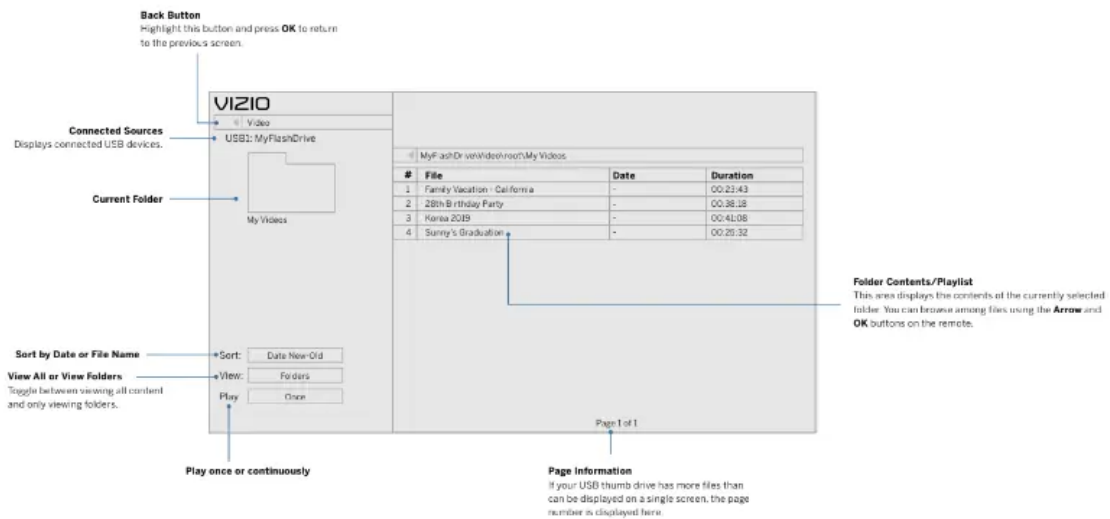 Back Button
Highlight this button and press OK to return
to the previous screen.
VIZIO
Video
Connected Sources
Displays connected USB devices.
USB1: MyFlashDrive
MyFlashDrive\Video\root\My Videos
Current Folder
My Videos
# File Date Duration
1 Family Vacation - California - 00:23:43
2 28th Birthday Party - 00:38:18
3 Korea 2019 - 00:41:08
4 Sunny's Graduation - 00:25:32
Folder Contents/Playlist
This area displays the contents of the currently selected
folder. You can browse among files using the Arrow and
OK buttons on the remote.
Sort by Date or File Name
Sort: Date New-Old
View All or View Folders
Toggle between viewing all content
and only viewing folders.
View: Folders
Play Once
Page 1 of 1
Play once or continuously
Page Information
If your USB thumb drive has more files than
can be displayed on a single screen, the page
number is displayed here.